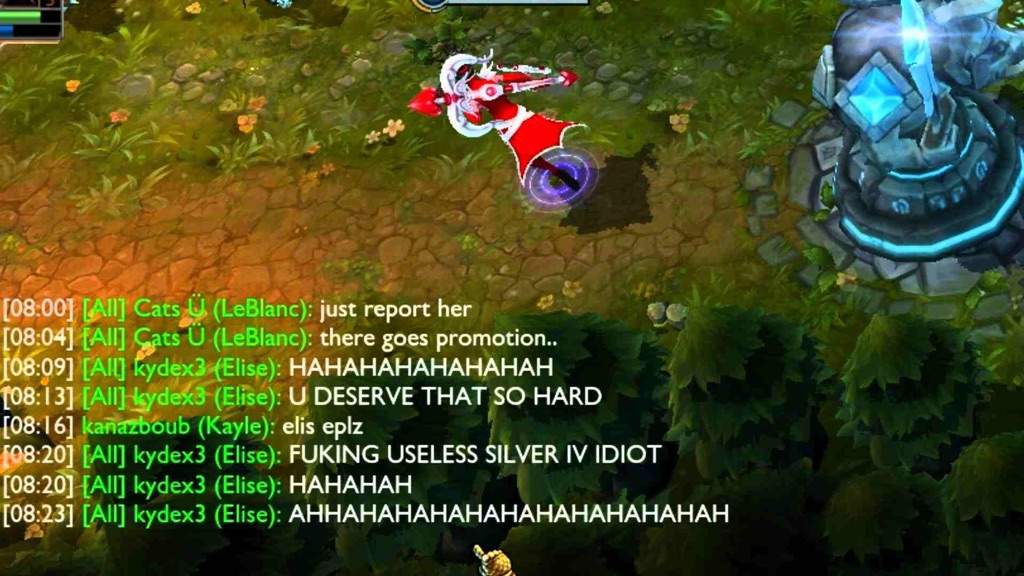 [08:00] [All] Cats Ü (LeBlanc): just report her
[08:04] [All] Cats Ü (LeBlanc): there goes promotion..
[08:09] [All] kydex3 (Elise): HAHAHAHAHAHAHAH
[08:13] [All] kydex3 (Elise): U DESERVE THAT SO HARD
[08:16] kanazboub (Kayle): elis eplz
[08:20] [All] kydex3 (Elise): FUKING USELESS SILVER IV IDIOT
[08:20] [All] kydex3 (Elise): HAHAHAH
[08:23] [All] kydex3 (Elise): AHHAHAHAHAHAHAHAHAHAHAH